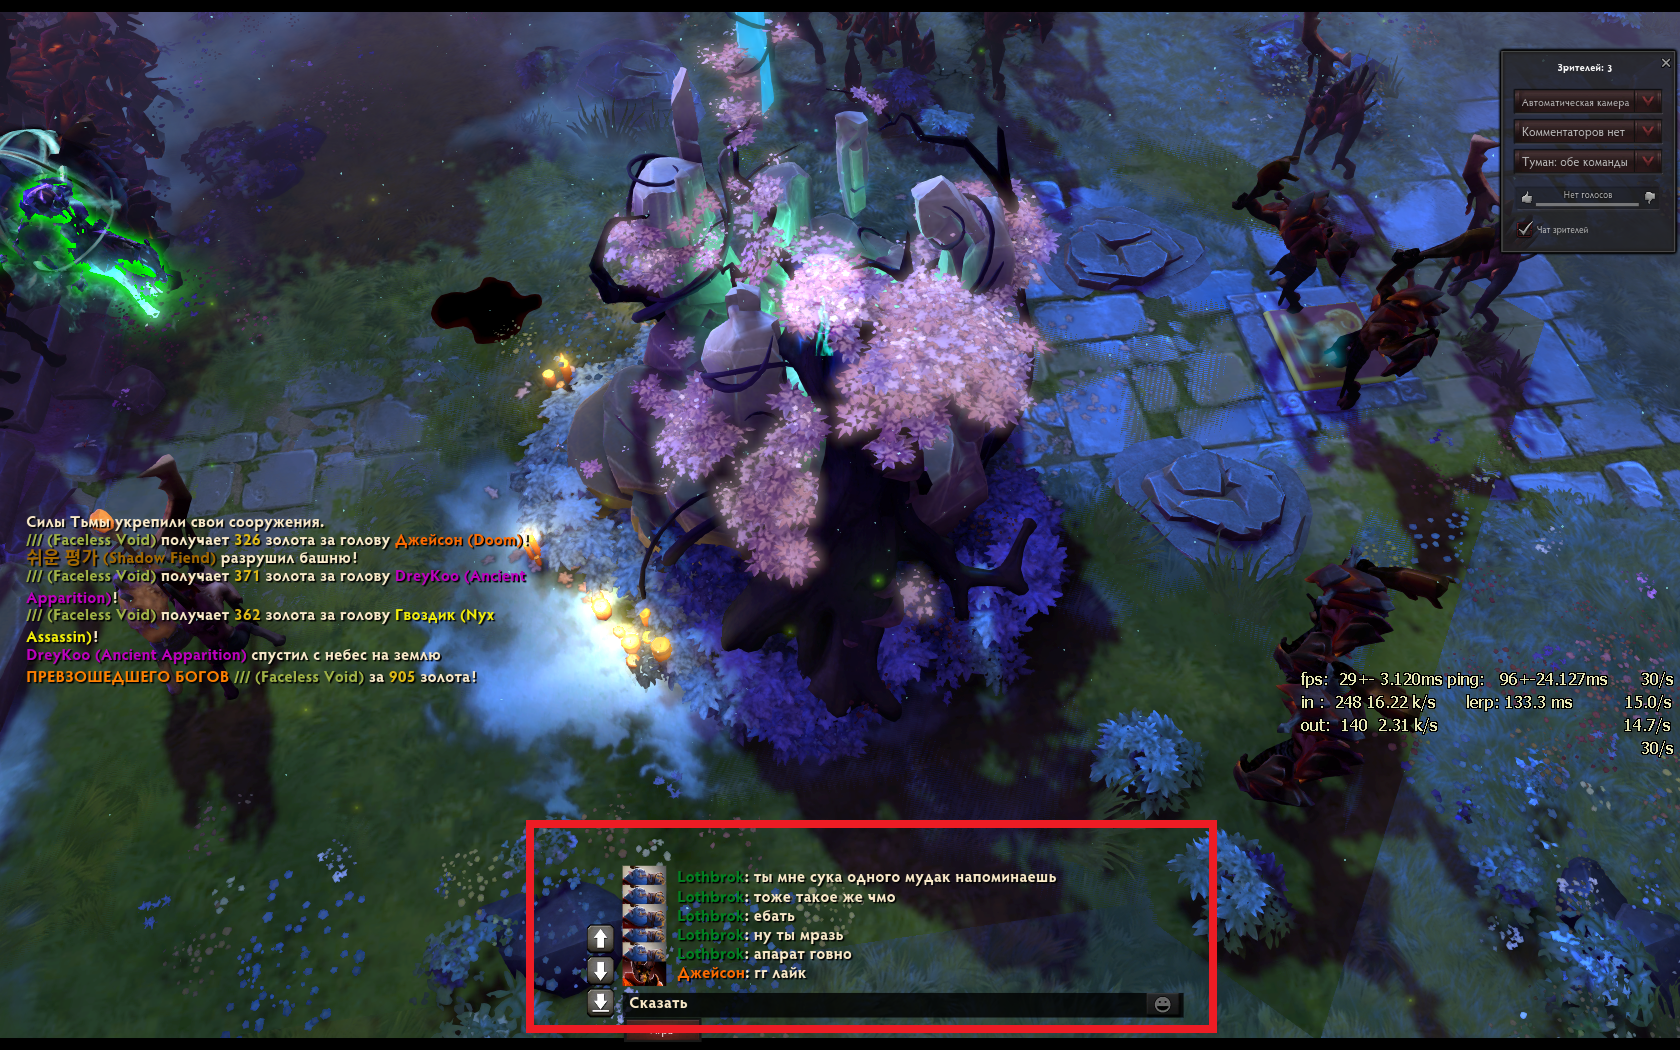 Зрителей: 3
Автоматическая камера
Комментаторов нет
Туман: обе команды
Нет голосов
Чат зрителей
Силы Тьмы укрепили свои сооружения.
/// (Faceless Void) получает 326 золота за голову Джейсон (Doom)!
쉬운 평가 (Shadow Fiend) разрушил башню!
/// (Faceless Void) получает 371 золота за голову DreyKoo (Ancient
Apparition)!
/// (Faceless Void) получает 362 золота за голову Гвоздик (Nyx
Assassin)!
DreyKoo (Ancient Apparition) спустил с небес на землю
ПРЕВЗОШЕДШЕГО БОГОВ /// (Faceless Void) за 905 золота!
fps: 29+- 3.120ms ping: 96+-24.127ms 30/s
in : 248 16.22 k/s lerp: 133.3 ms 15.0/s
out: 140 2.31 k/s 14.7/s
30/s
Lothbrok: ты мне сука одного мудак напоминаешь
Lothbrok: тоже такое же чмо
Lothbrok: ебать
Lothbrok: ну ты мразь
Lothbrok: апарат говно
Джейсон: гг лайк
Сказать